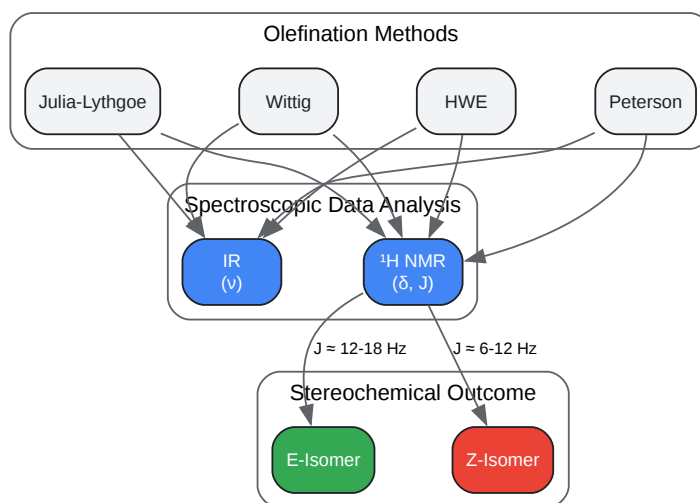 Olefination Methods
Julia-Lythgoe
Wittig
HWE
Peterson
Spectroscopic Data Analysis
IR
(ν)
¹H NMR
(δ, J)
J ≈ 12-18 Hz
J ≈ 6-12 Hz
Stereochemical Outcome
E-Isomer
Z-Isomer